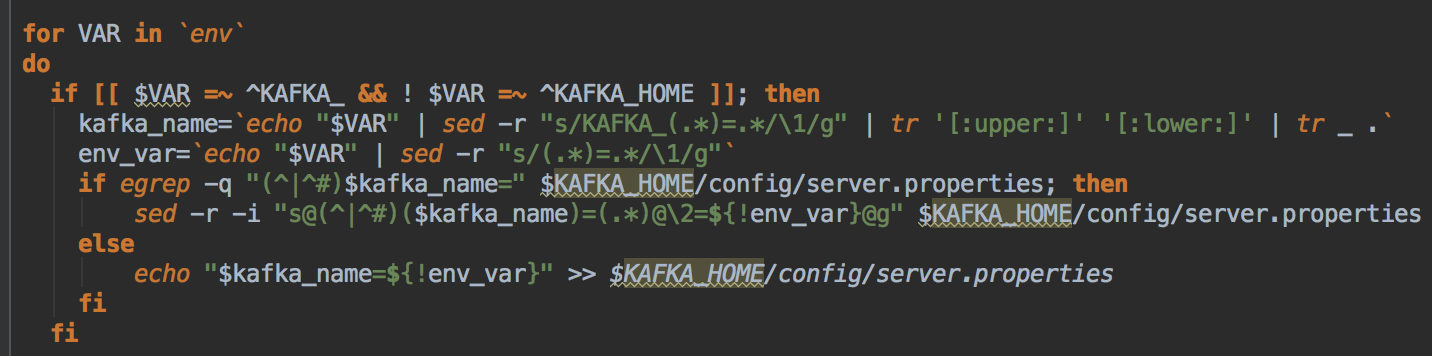 for VAR in `env`
do
  if [[ $VAR =~ ^KAFKA_ && ! $VAR =~ ^KAFKA_HOME ]]; then
    kafka_name=`echo "$VAR" | sed -r "s/KAFKA_(.*)=.*/\1/g" | tr '[:upper:]' '[:lower:]' | tr _ .`
    env_var=`echo "$VAR" | sed -r "s/(.*)=.*/\1/g"`
    if egrep -q "(^|^#)$kafka_name=" $KAFKA_HOME/config/server.properties; then
        sed -r -i "s@(^|^#)($kafka_name)=(.*)@\2=${!env_var}@g" $KAFKA_HOME/config/server.properties
    else
        echo "$kafka_name=${!env_var}" >> $KAFKA_HOME/config/server.properties
    fi
  fi